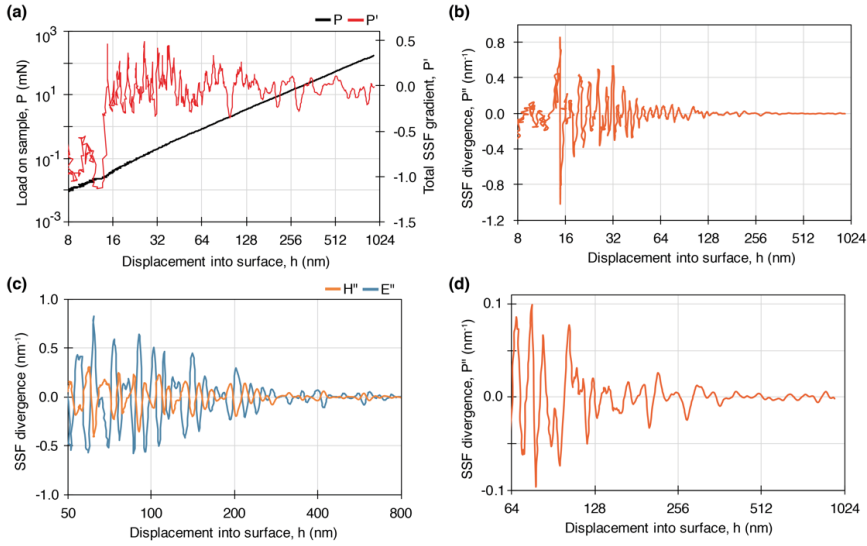 (a)
P P'
Load on sample, P (mN)
10³
10¹
10⁻¹
10⁻³
0.5
0.0
-0.5
-1.0
-1.5
Total SSF gradient, P'
8 16 32 64 128 256 512 1024
Displacement into surface, h (nm)
(b)
SSF divergence, P" (nm⁻¹)
0.8
0.4
0.0
-0.4
-0.8
-1.2
8 16 32 64 128 256 512 1024
Displacement into surface, h (nm)
(c)
H" E"
SSF divergence (nm⁻¹)
1.0
0.5
0.0
-0.5
-1.0
50 100 200 400 800
Displacement into surface, h (nm)
(d)
SSF divergence, P" (nm⁻¹)
0.1
0.0
-0.1
64 128 256 512 1024
Displacement into surface, h (nm)